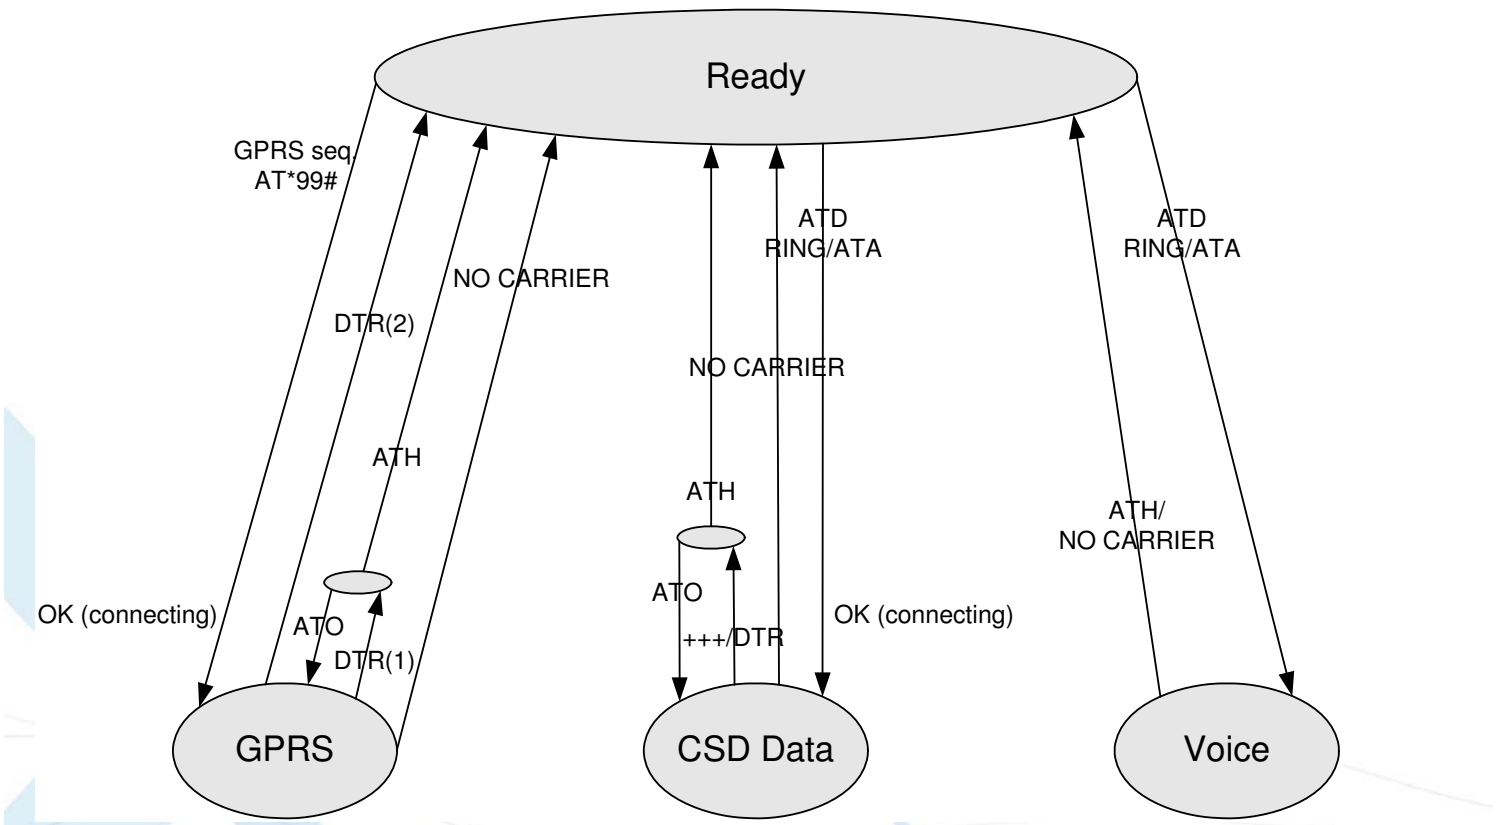 Ready
GPRS seq.
AT*99#
ATD
RING/ATA
ATD
RING/ATA
NO CARRIER
DTR(2)
NO CARRIER
ATH
ATH
ATH/
NO CARRIER
ATO
OK (connecting)
ATO
+++/DTR
OK (connecting)
DTR(1)
GPRS
CSD Data
Voice